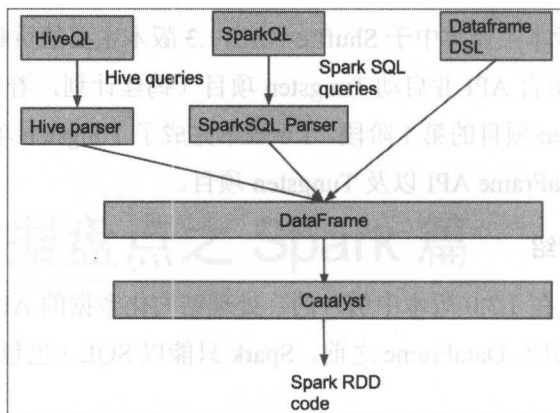 HiveQL
SparkQL
Dataframe
DSL
Hive queries
Spark SQL
queries
Hive parser
SparkSQL Parser
DataFrame
Catalyst
Spark RDD
code